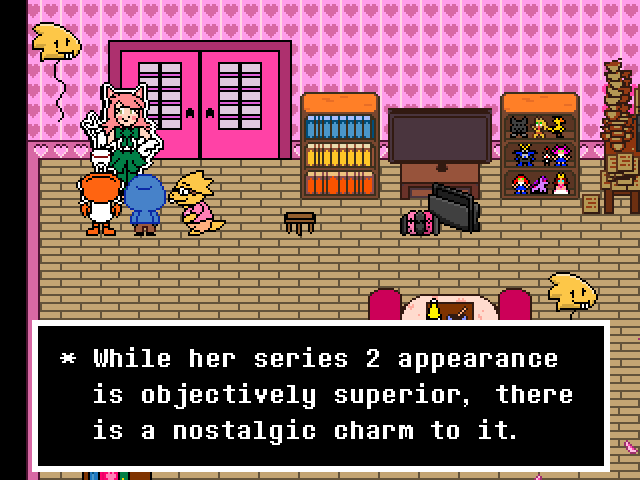 * While her series 2 appearance
is objectively superior, there
is a nostalgic charm to it.